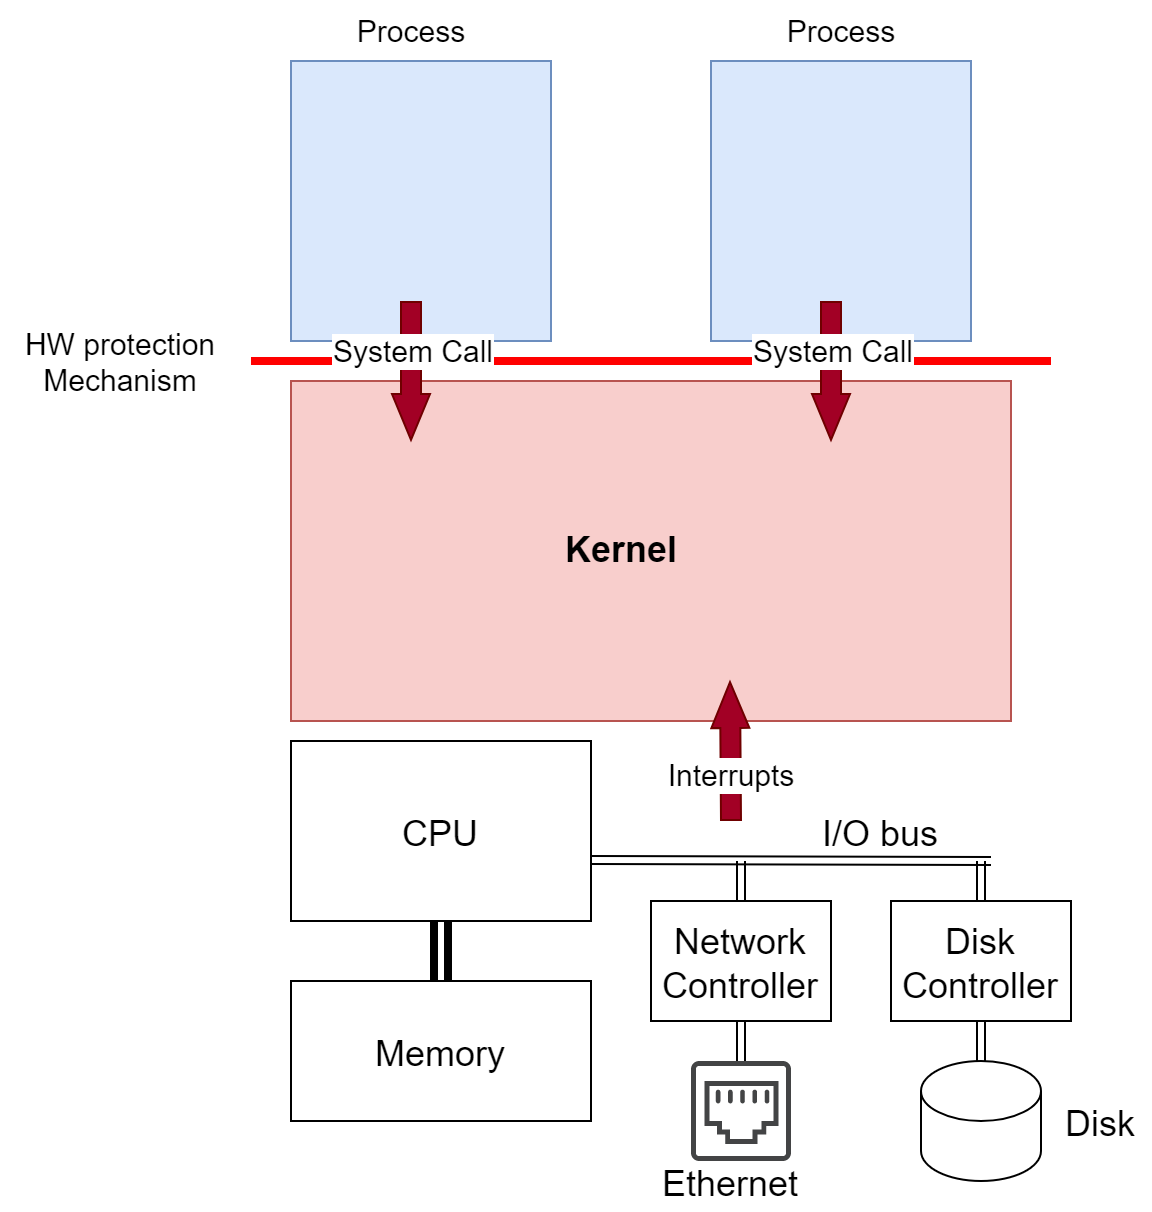 Process
Process
HW protection
Mechanism
System Call
System Call
Kernel
Interrupts
CPU
I/O bus
Network
Controller
Disk
Controller
Memory
Disk
Ethernet